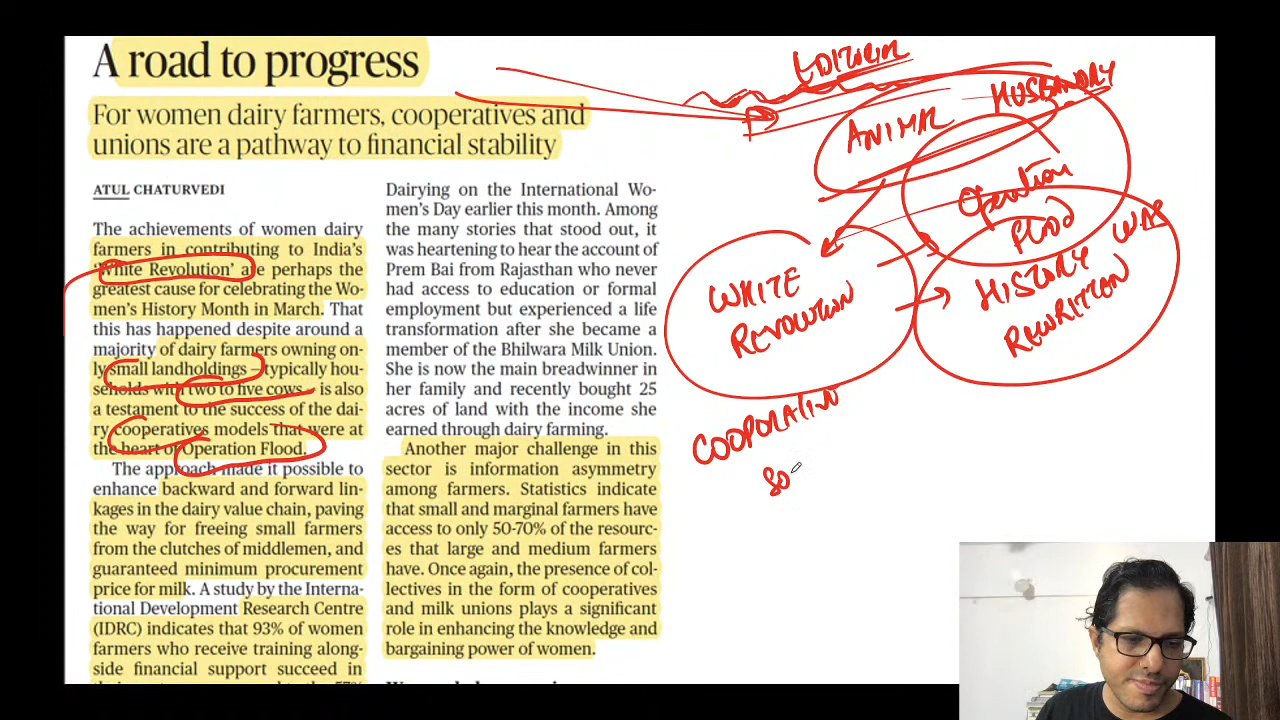 A road to progress
For women dairy farmers, cooperatives and
unions are a pathway to financial stability
ATUL CHATURVEDI
The achievements of women dairy
farmers in contributing to India's
'White Revolution' are perhaps the
greatest cause for celebrating the Wo-
men's History Month in March. That
this has happened despite around a
majority of dairy farmers owning on-
ly small landholdings – typically hou-
seholds with two to five cows – is also
a testament to the success of the dai-
ry cooperatives models that were at
the heart of Operation Flood.
The approach made it possible to
enhance backward and forward lin-
kages in the dairy value chain, paving
the way for freeing small farmers
from the clutches of middlemen, and
guaranteed minimum procurement
price for milk. A study by the Interna-
tional Development Research Centre
(IDRC) indicates that 93% of women
farmers who receive training along-
side financial support succeed in
Dairying on the International Wo-
men's Day earlier this month. Among
the many stories that stood out, it
was heartening to hear the account of
Prem Bai from Rajasthan who never
had access to education or formal
employment but experienced a life
transformation after she became a
member of the Bhilwara Milk Union.
She is now the main breadwinner in
her family and recently bought 25
acres of land with the income she
earned through dairy farming.
Another major challenge in this
sector is information asymmetry
among farmers. Statistics indicate
that small and marginal farmers have
access to only 50-70% of the resourc-
es that large and medium farmers
have. Once again, the presence of col-
lectives in the form of cooperatives
and milk unions plays a significant
role in enhancing the knowledge and
bargaining power of women.
EDITORIAL
ANIMAL HUSBANDRY
Operation
Flood
WHITE
REVOLUTION
HISTORY WAS
REWRITTEN
COOPERATIVE
so